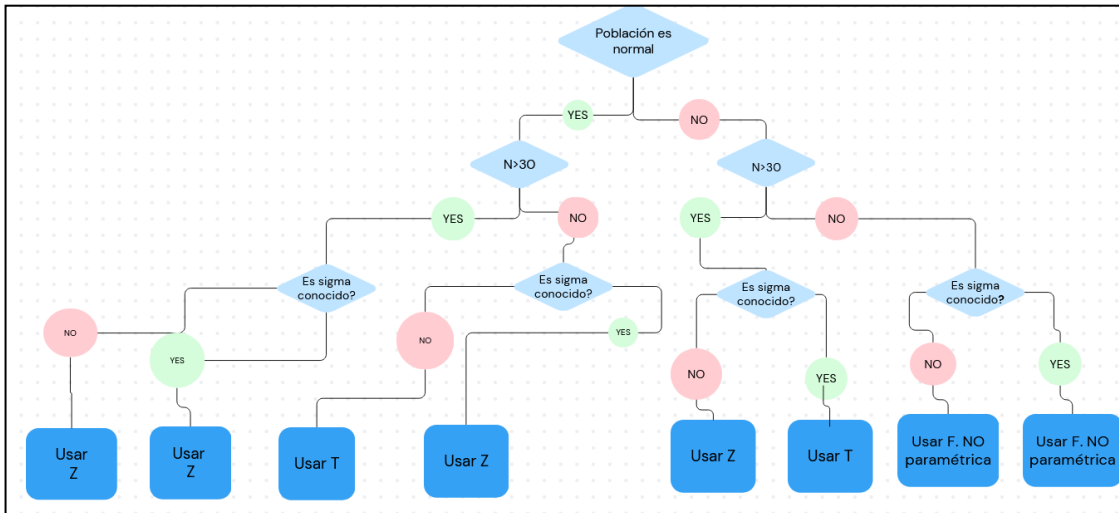 Población es
normal
YES
NO
N>30
N>30
YES
NO
YES
NO
Es sigma
conocido?
Es sigma
conocido?
Es sigma
conocido?
Es sigma
conocido?
NO
YES
NO
YES
NO
YES
NO
YES
Usar
Z
Usar
Z
Usar T
Usar Z
Usar Z
Usar T
Usar F. NO
paramétrica
Usar F. NO
paramétrica